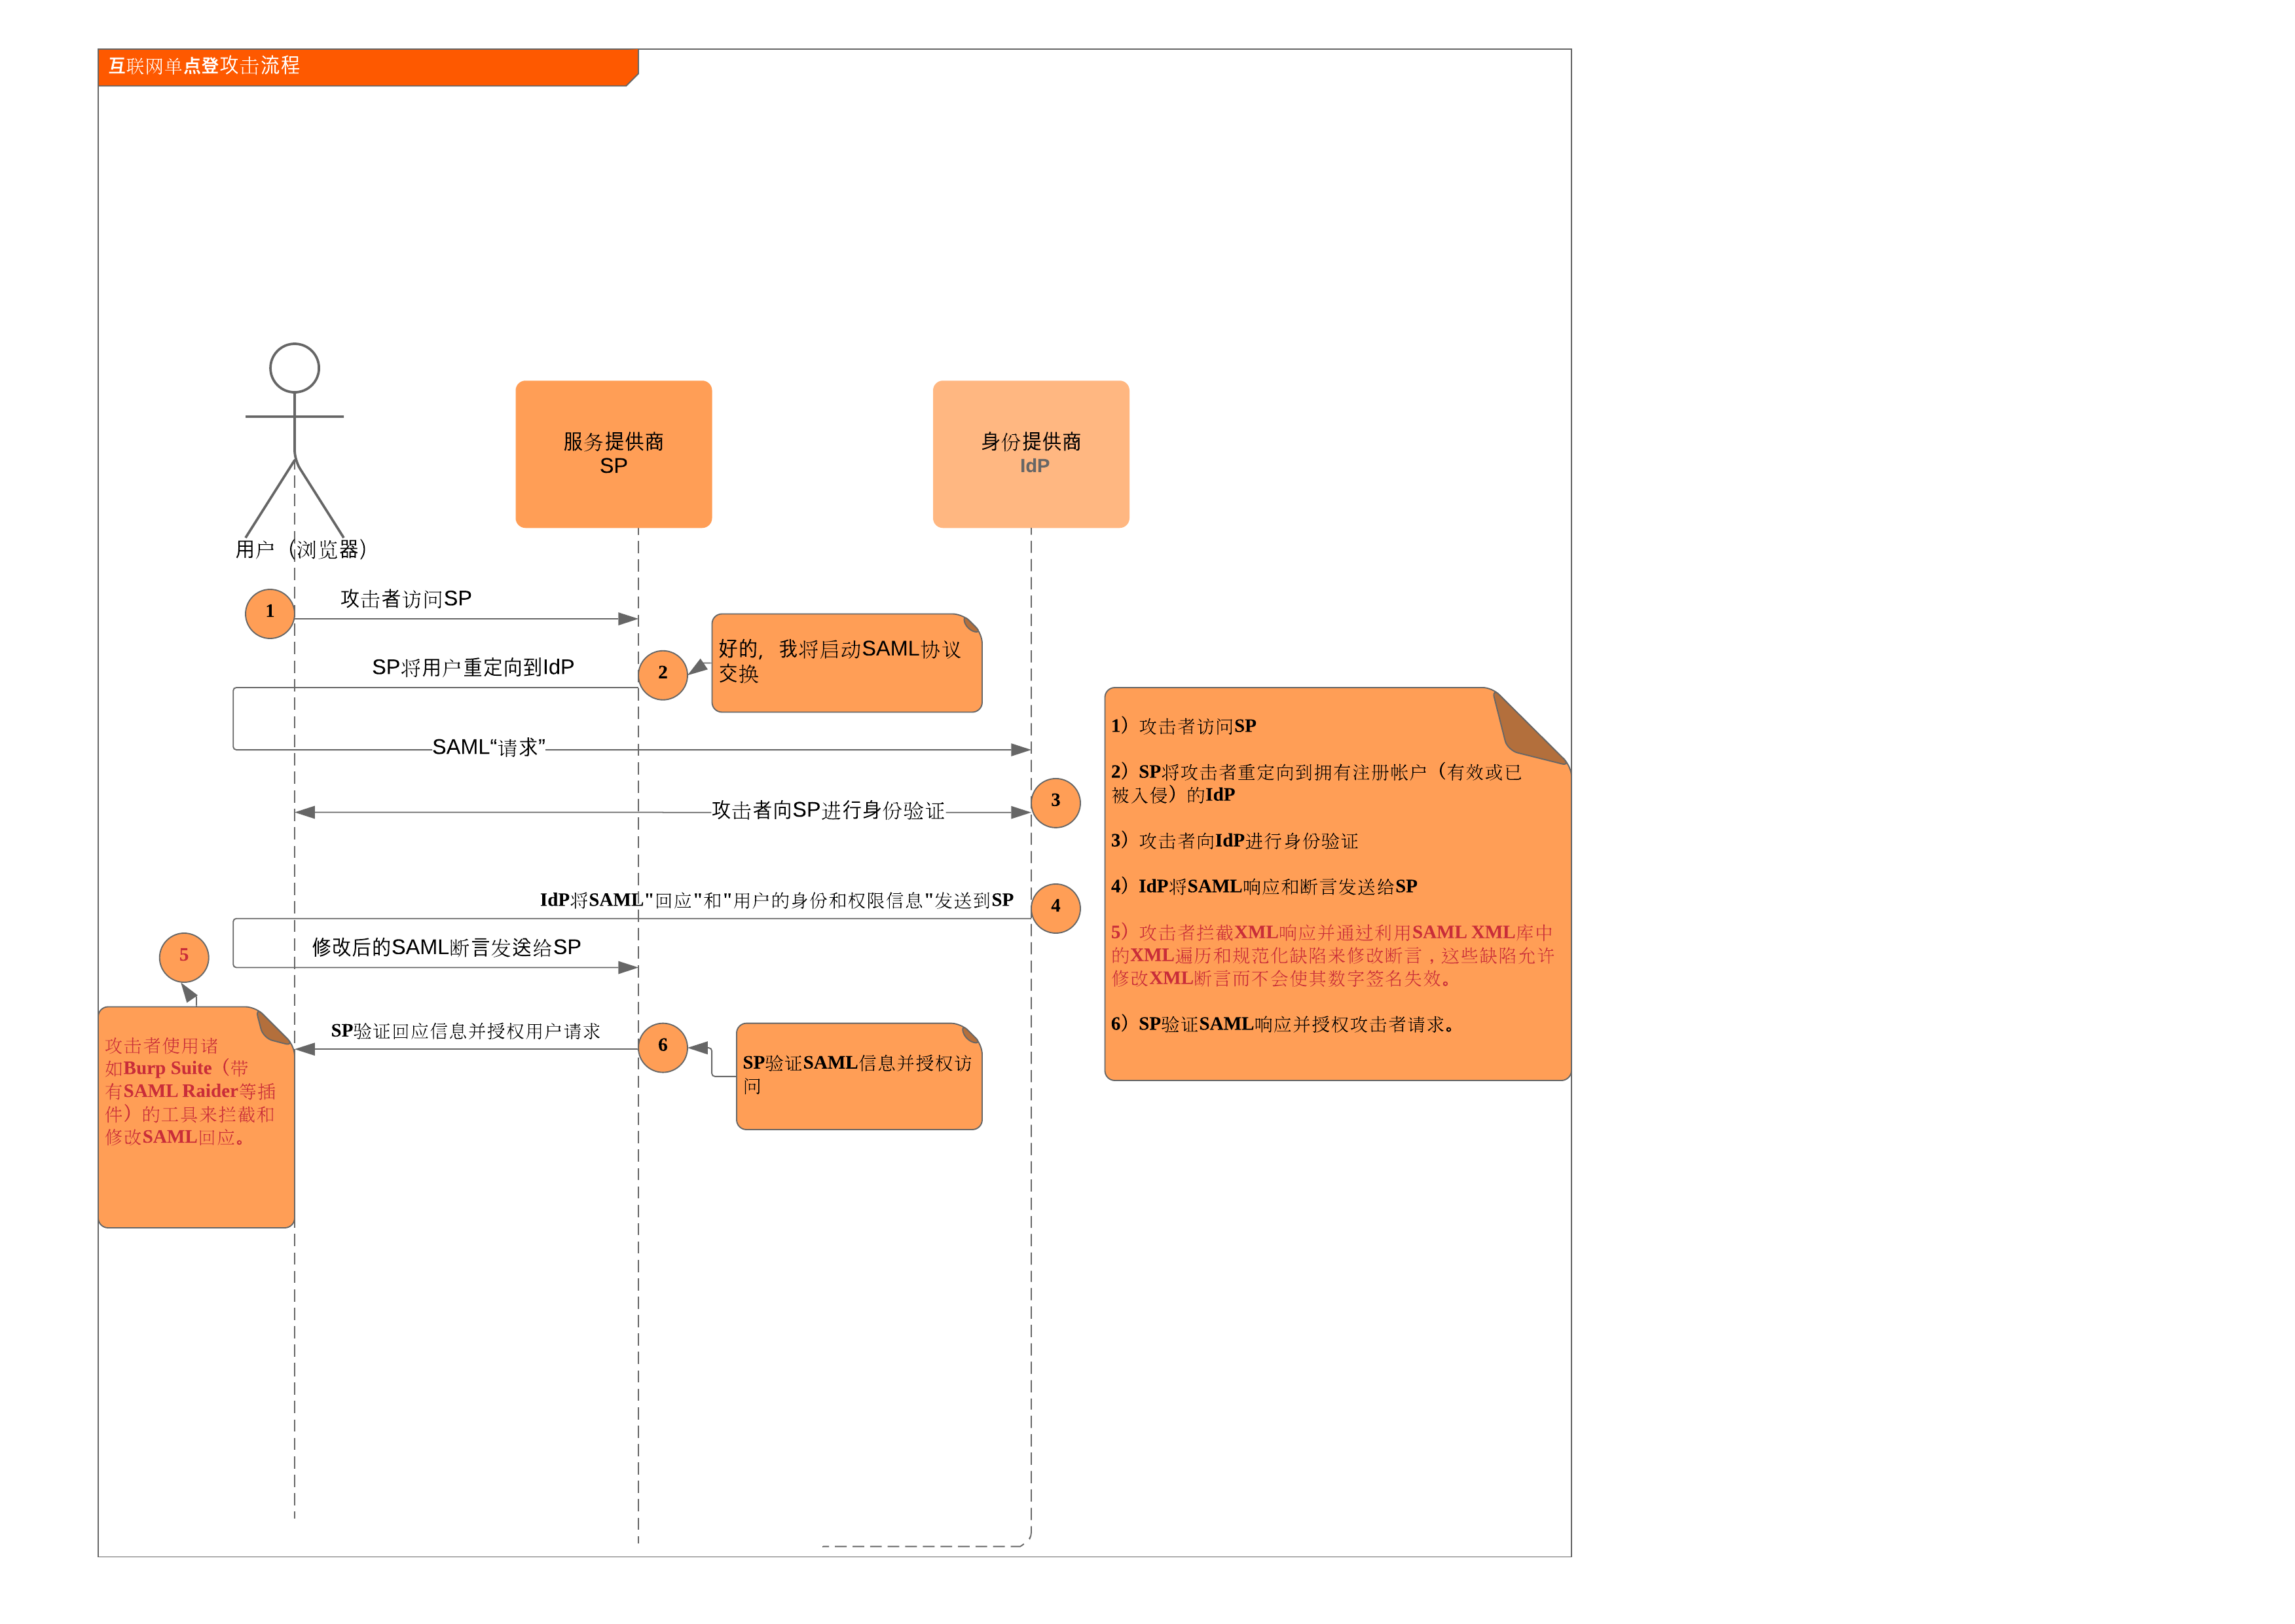 互联网单点登攻击流程
服务提供商
SP
身份提供商
IdP
用户（浏览器）
1
攻击者访问SP
好的，我将启动SAML协议
交换
2
SP将用户重定向到IdP
SAML“请求”
3
攻击者向SP进行身份验证
IdP将SAML"回应"和"用户的身份和权限信息"发送到SP
4
5
修改后的SAML断言发送给SP
攻击者使用诸
如Burp Suite（带
有SAML Raider等插
件）的工具来拦截和
修改SAML回应。
SP验证回应信息并授权用户请求
6
SP验证SAML信息并授权访
问
1）攻击者访问SP
2）SP将攻击者重定向到拥有注册帐户（有效或已
被入侵）的IdP
3）攻击者向IdP进行身份验证
4）IdP将SAML响应和断言发送给SP
5）攻击者拦截XML响应并通过利用SAML XML库中
的XML遍历和规范化缺陷来修改断言，这些缺陷允许
修改XML断言而不会使其数字签名失效。
6）SP验证SAML响应并授权攻击者请求。